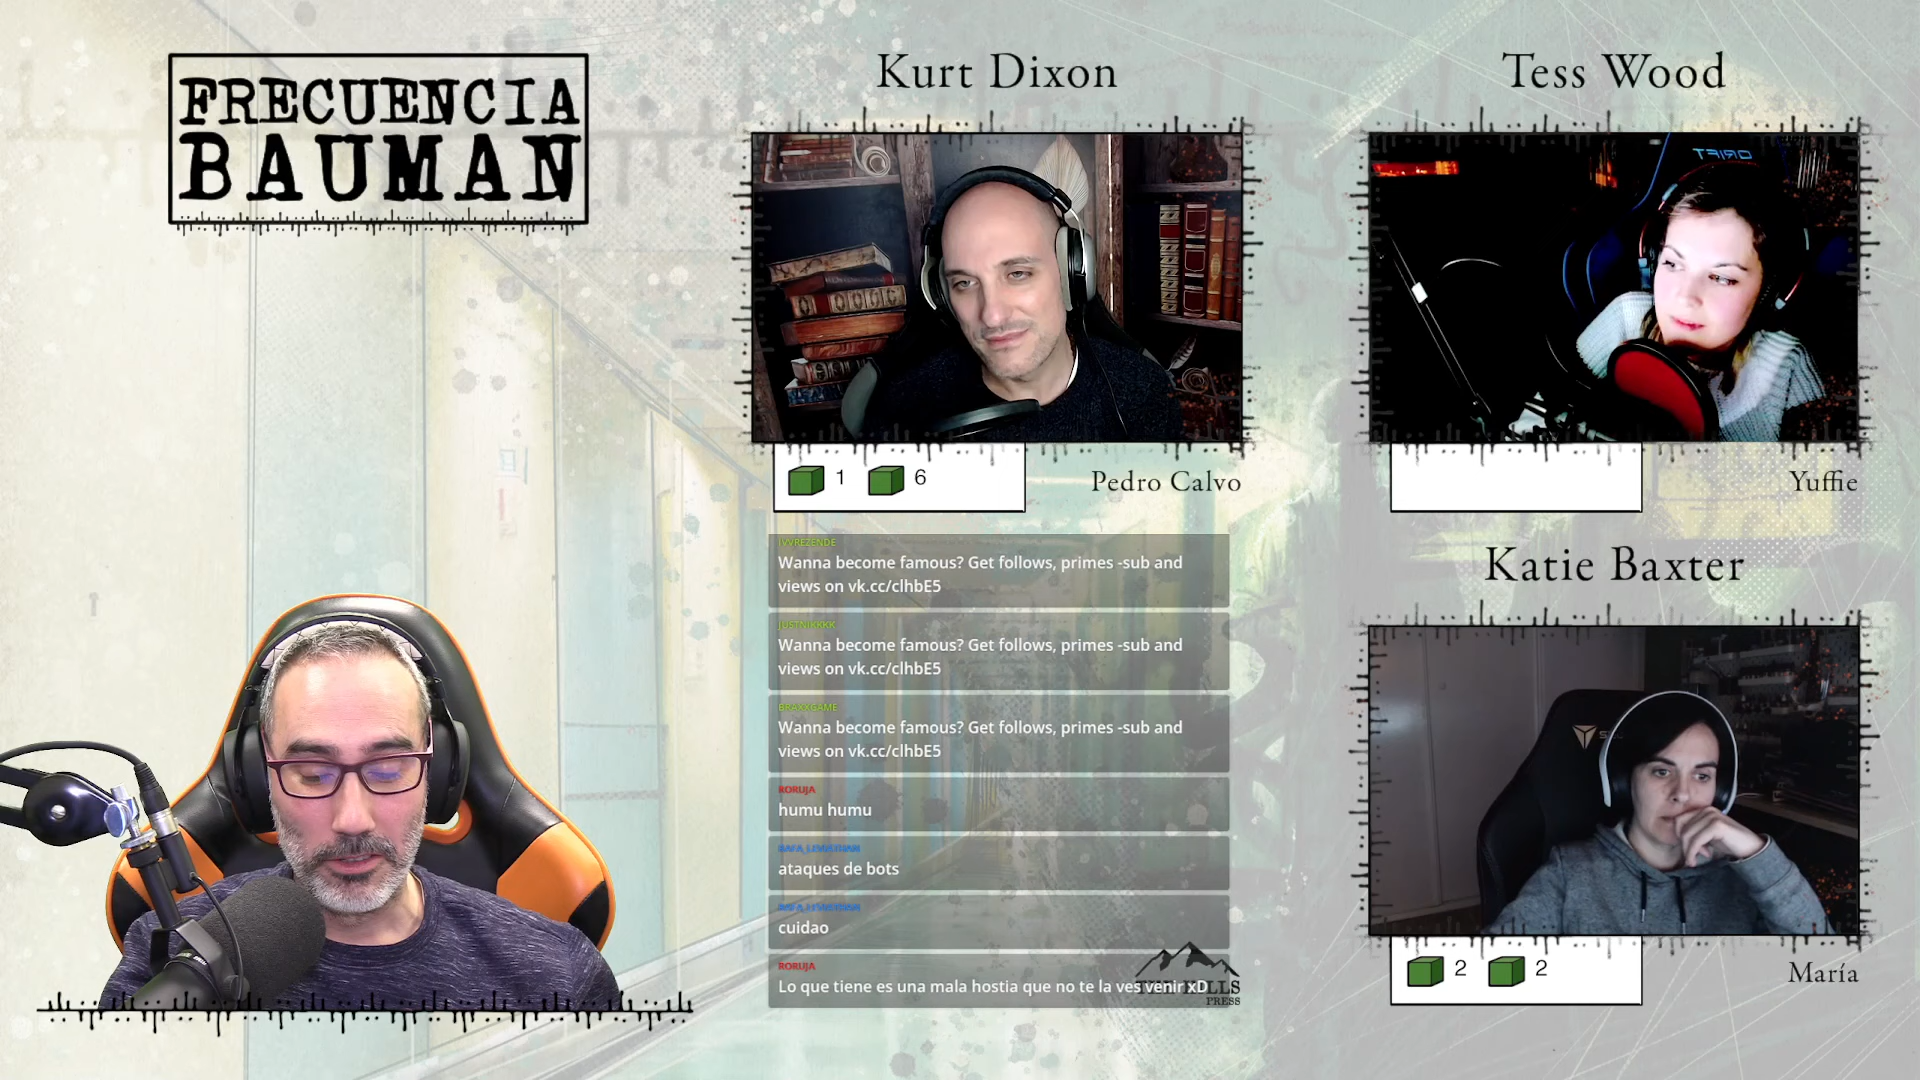 FRECUENCIA
BAUMAN
Kurt Dixon
Tess Wood
DRIFT
1 6
Pedro Calvo
Yuffie
Katie Baxter
Wanna become famous? Get follows, primes -sub and
views on vk.cc/clhbE5
JUSTNIKKKK
Wanna become famous? Get follows, primes -sub and
views on vk.cc/clhbE5
BRAXXGAME
Wanna become famous? Get follows, primes -sub and
views on vk.cc/clhbE5
RORUJA
humu humu
ataques de bots
cuidao
RORUJA
Lo que tiene es una mala hostia que no te la ves venir xD
PRESS
2 2
María